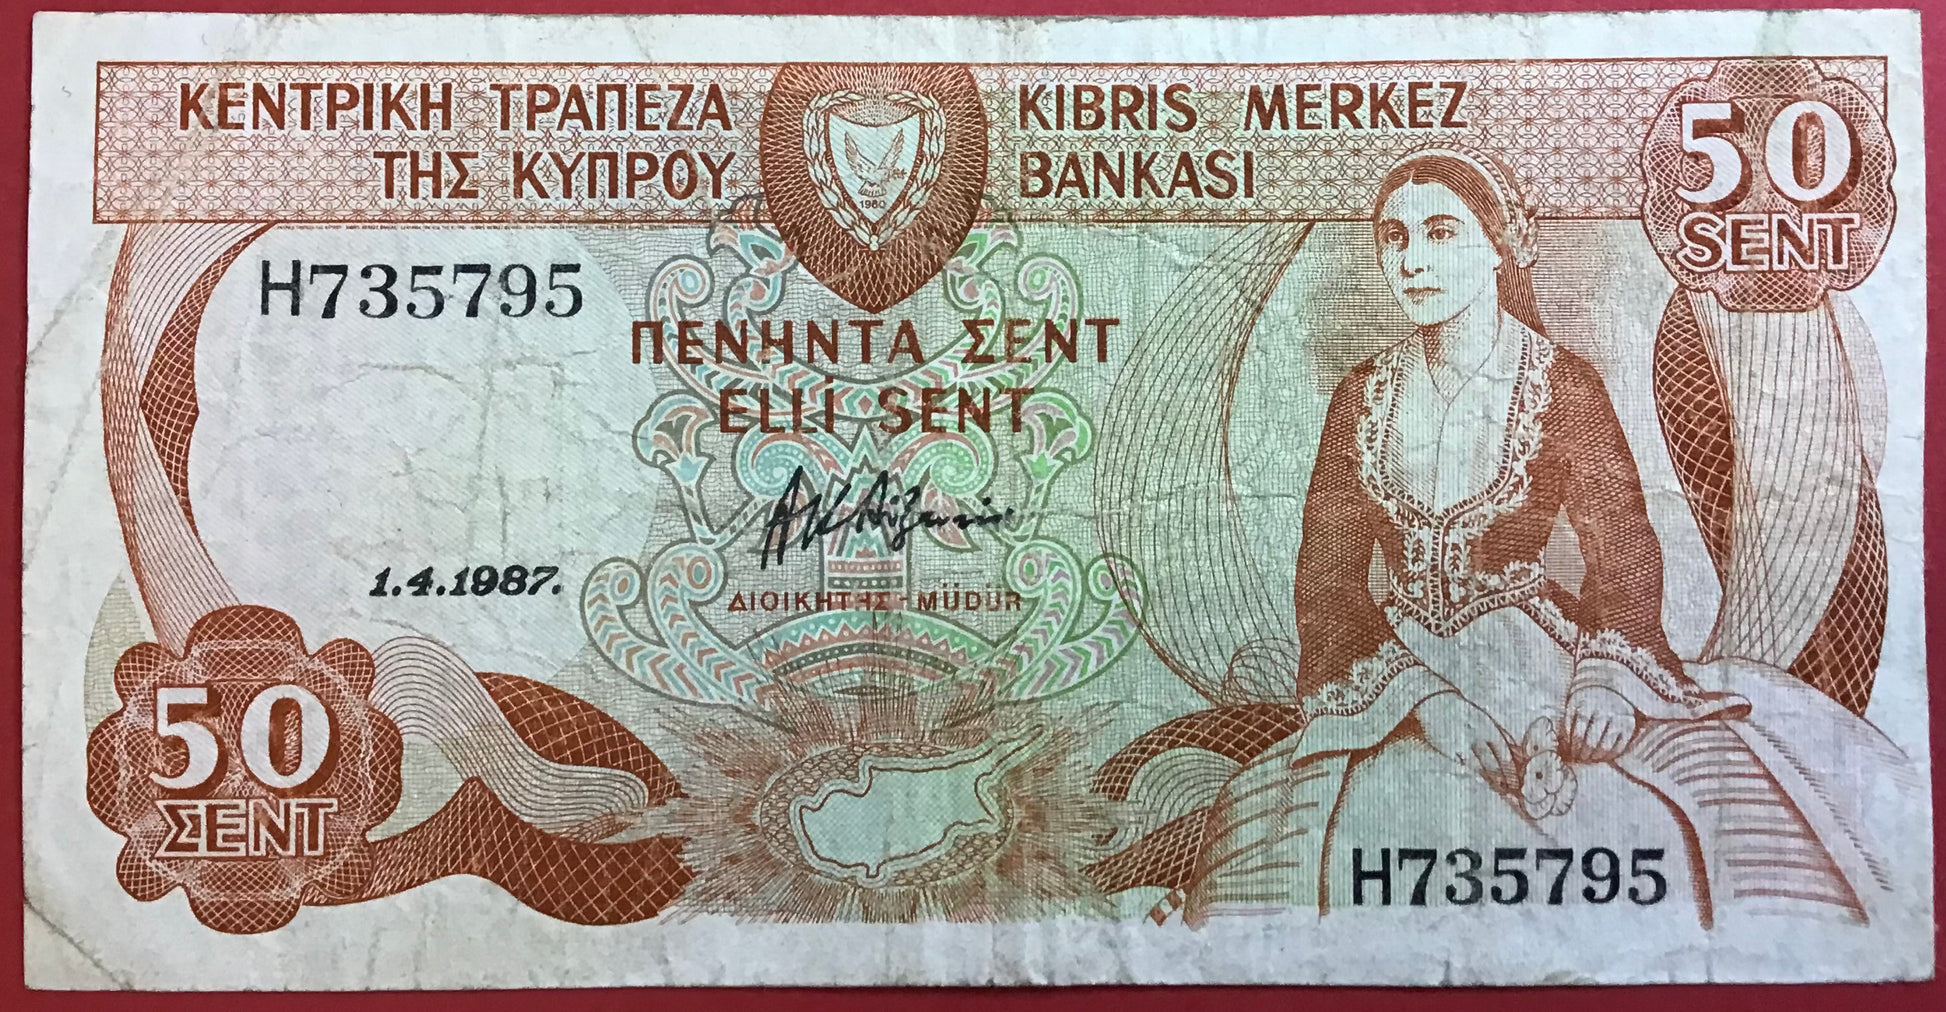 ΚΕΝΤΡΙΚΗ ΤΡΑΠΕΖΑ
ΤΗΣ ΚΥΠΡΟΥ
KIBRIS MERKEZ
BANKASI
1960
50
SENT
H735795
ΠΕΝΗΝΤΑ ΣΕΝΤ
ELLİ SENT
1.4.1987.
ΔΙΟΙΚΗΤΗΣ - MÜDÜR
50
ΣΕΝΤ
H735795